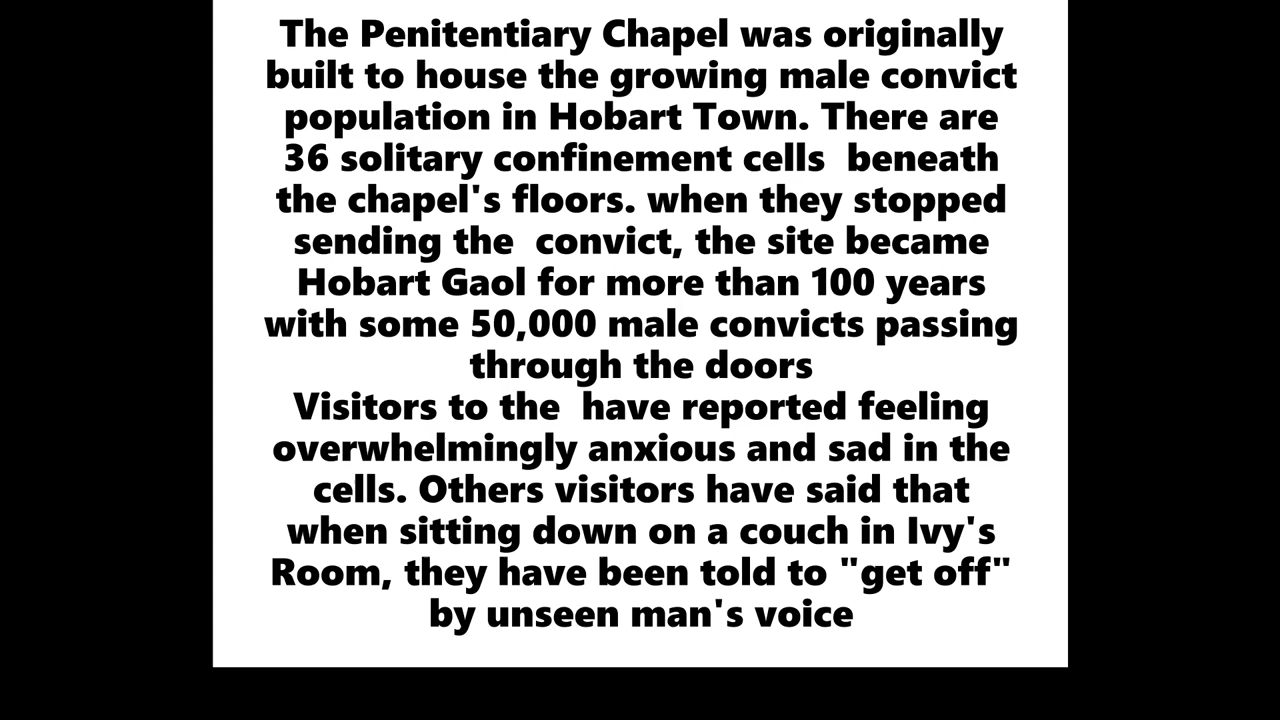 The Penitentiary Chapel was originally
built to house the growing male convict
population in Hobart Town. There are
36 solitary confinement cells  beneath
the chapel's floors. when they stopped
sending the  convict, the site became
Hobart Gaol for more than 100 years
with some 50,000 male convicts passing
through the doors
Visitors to the  have reported feeling
overwhelmingly anxious and sad in the
cells. Others visitors have said that
when sitting down on a couch in Ivy's
Room, they have been told to "get off"
by unseen man's voice